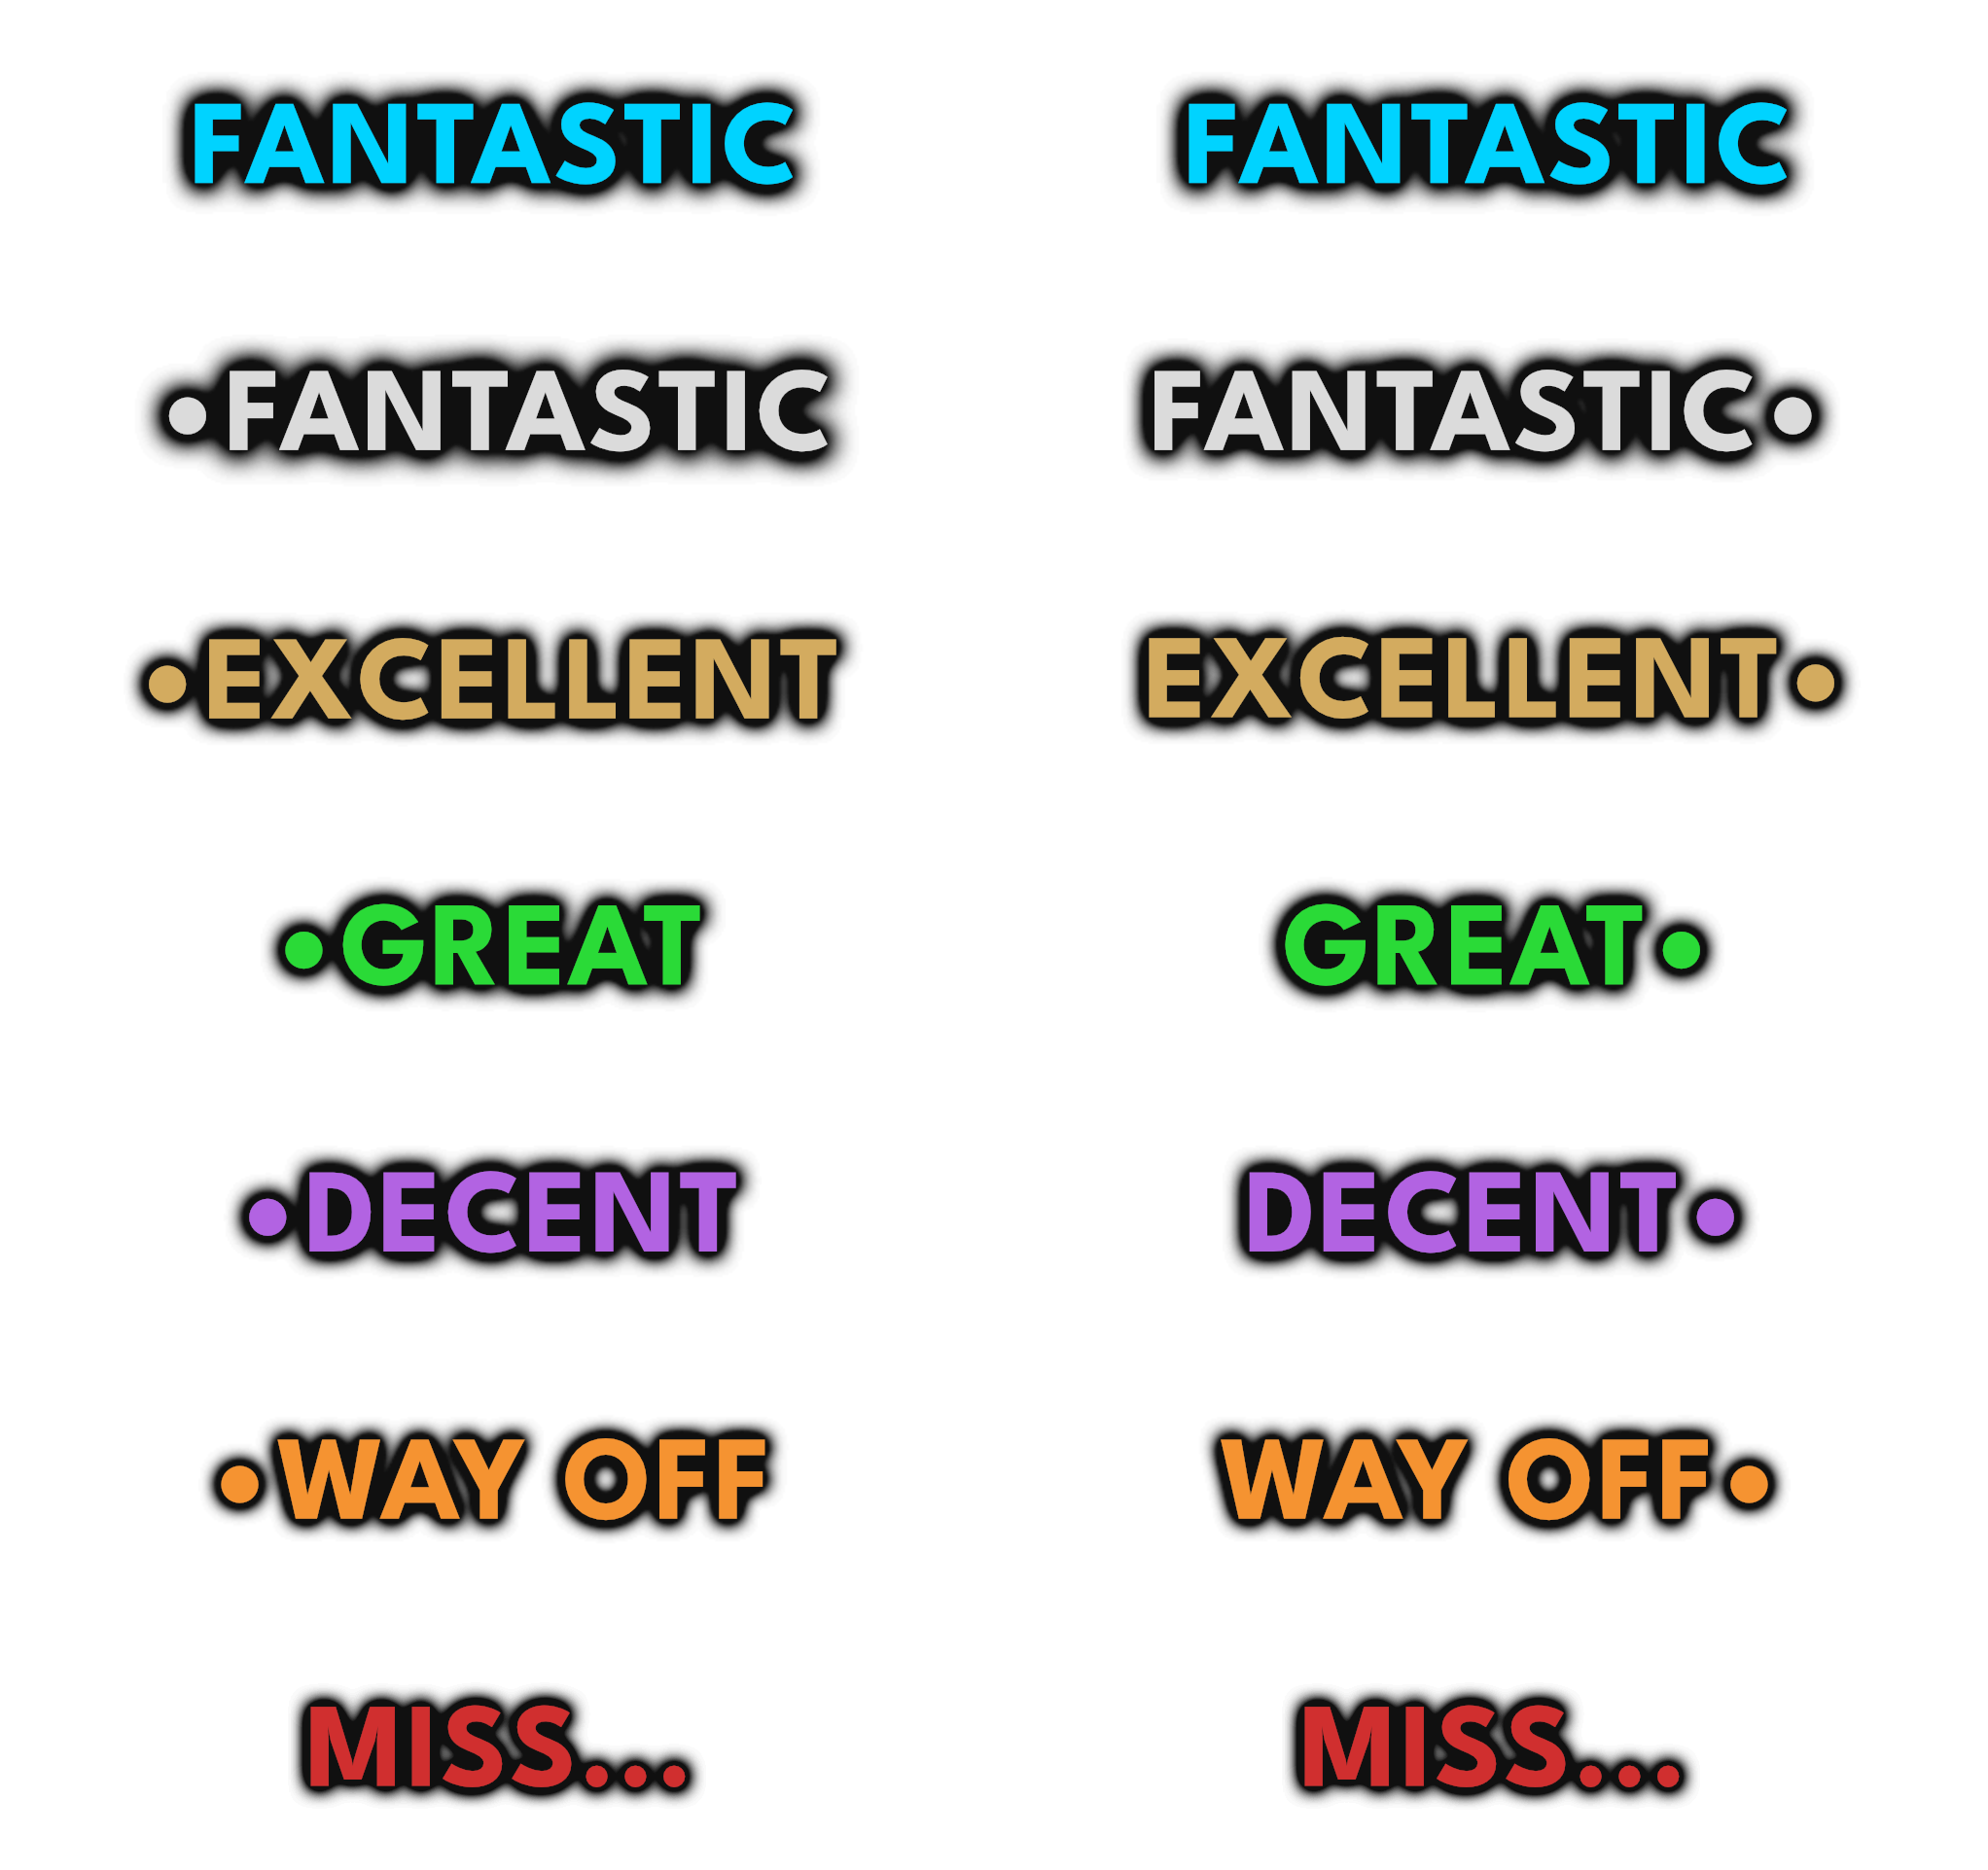 FANTASTIC FANTASTIC
•FANTASTIC FANTASTIC•
•EXCELLENT EXCELLENT•
•GREAT GREAT•
•DECENT DECENT•
•WAY OFF WAY OFF•
MISS... MISS...